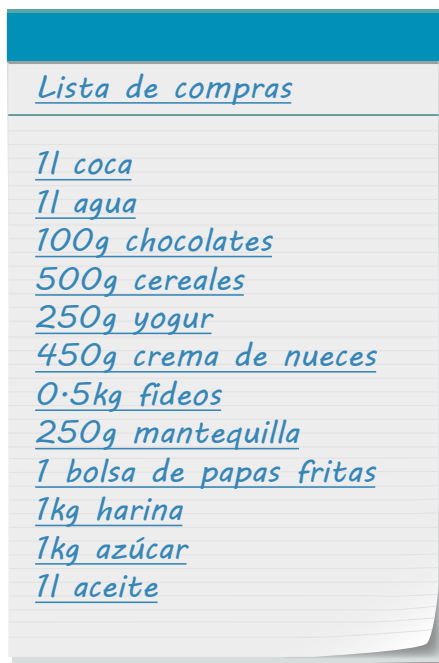 Lista de compras
1l coca
1l agua
100g chocolates
500g cereales
250g yogur
450g crema de nueces
0.5kg fideos
250g mantequilla
1 bolsa de papas fritas
1kg harina
1kg azúcar
1l aceite